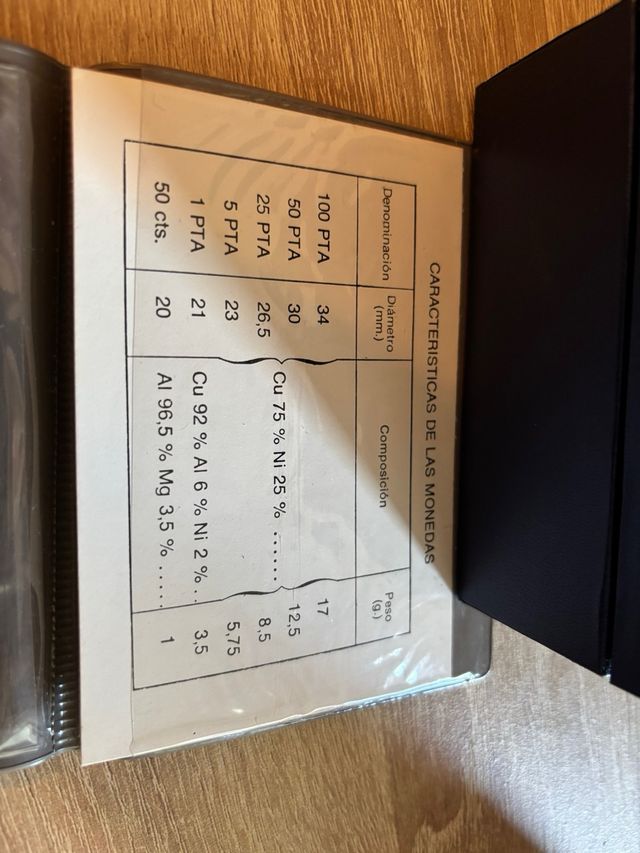 CARACTERISTICAS DE LAS MONEDAS
Denominación Diámetro (mm.) Composición Peso (g.)
100 PTA 34 17
50 PTA 30 12,5
25 PTA 26,5 Cu 75 % Ni 25 % ...... 8,5
5 PTA 23 5,75
1 PTA 21 Cu 92 % Al 6 % Ni 2 % .. 3,5
50 cts. 20 Al 96,5 % Mg 3,5 % ..... 1